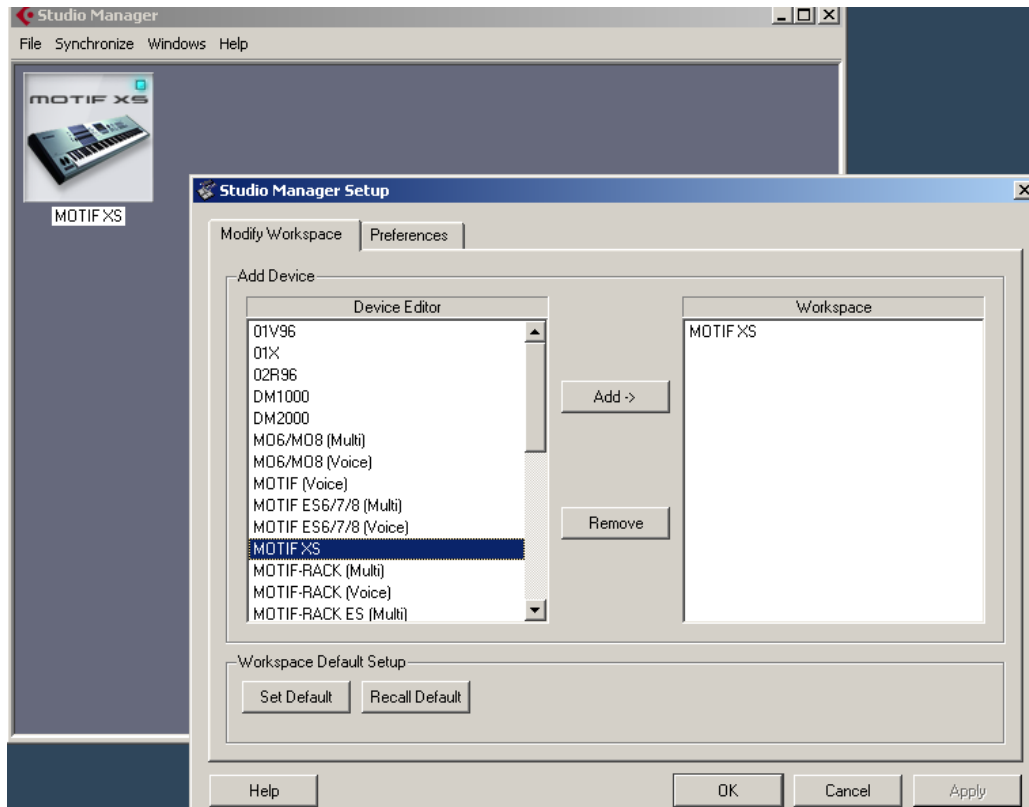 Studio Manager
File Synchronize Windows Help
MOTIF XS
MOTIF XS
Studio Manager Setup
Modify Workspace
Preferences
Add Device
Device Editor
01V96
01X
02R96
DM1000
DM2000
MO6/MO8 (Multi)
MO6/MO8 (Voice)
MOTIF (Voice)
MOTIF ES6/7/8 (Multi)
MOTIF ES6/7/8 (Voice)
MOTIF XS
MOTIF-RACK (Multi)
MOTIF-RACK (Voice)
MOTIF-RACK ES (Multi)
Add ->
Remove
Workspace
MOTIF XS
Workspace Default Setup
Set Default
Recall Default
Help
OK
Cancel
Apply